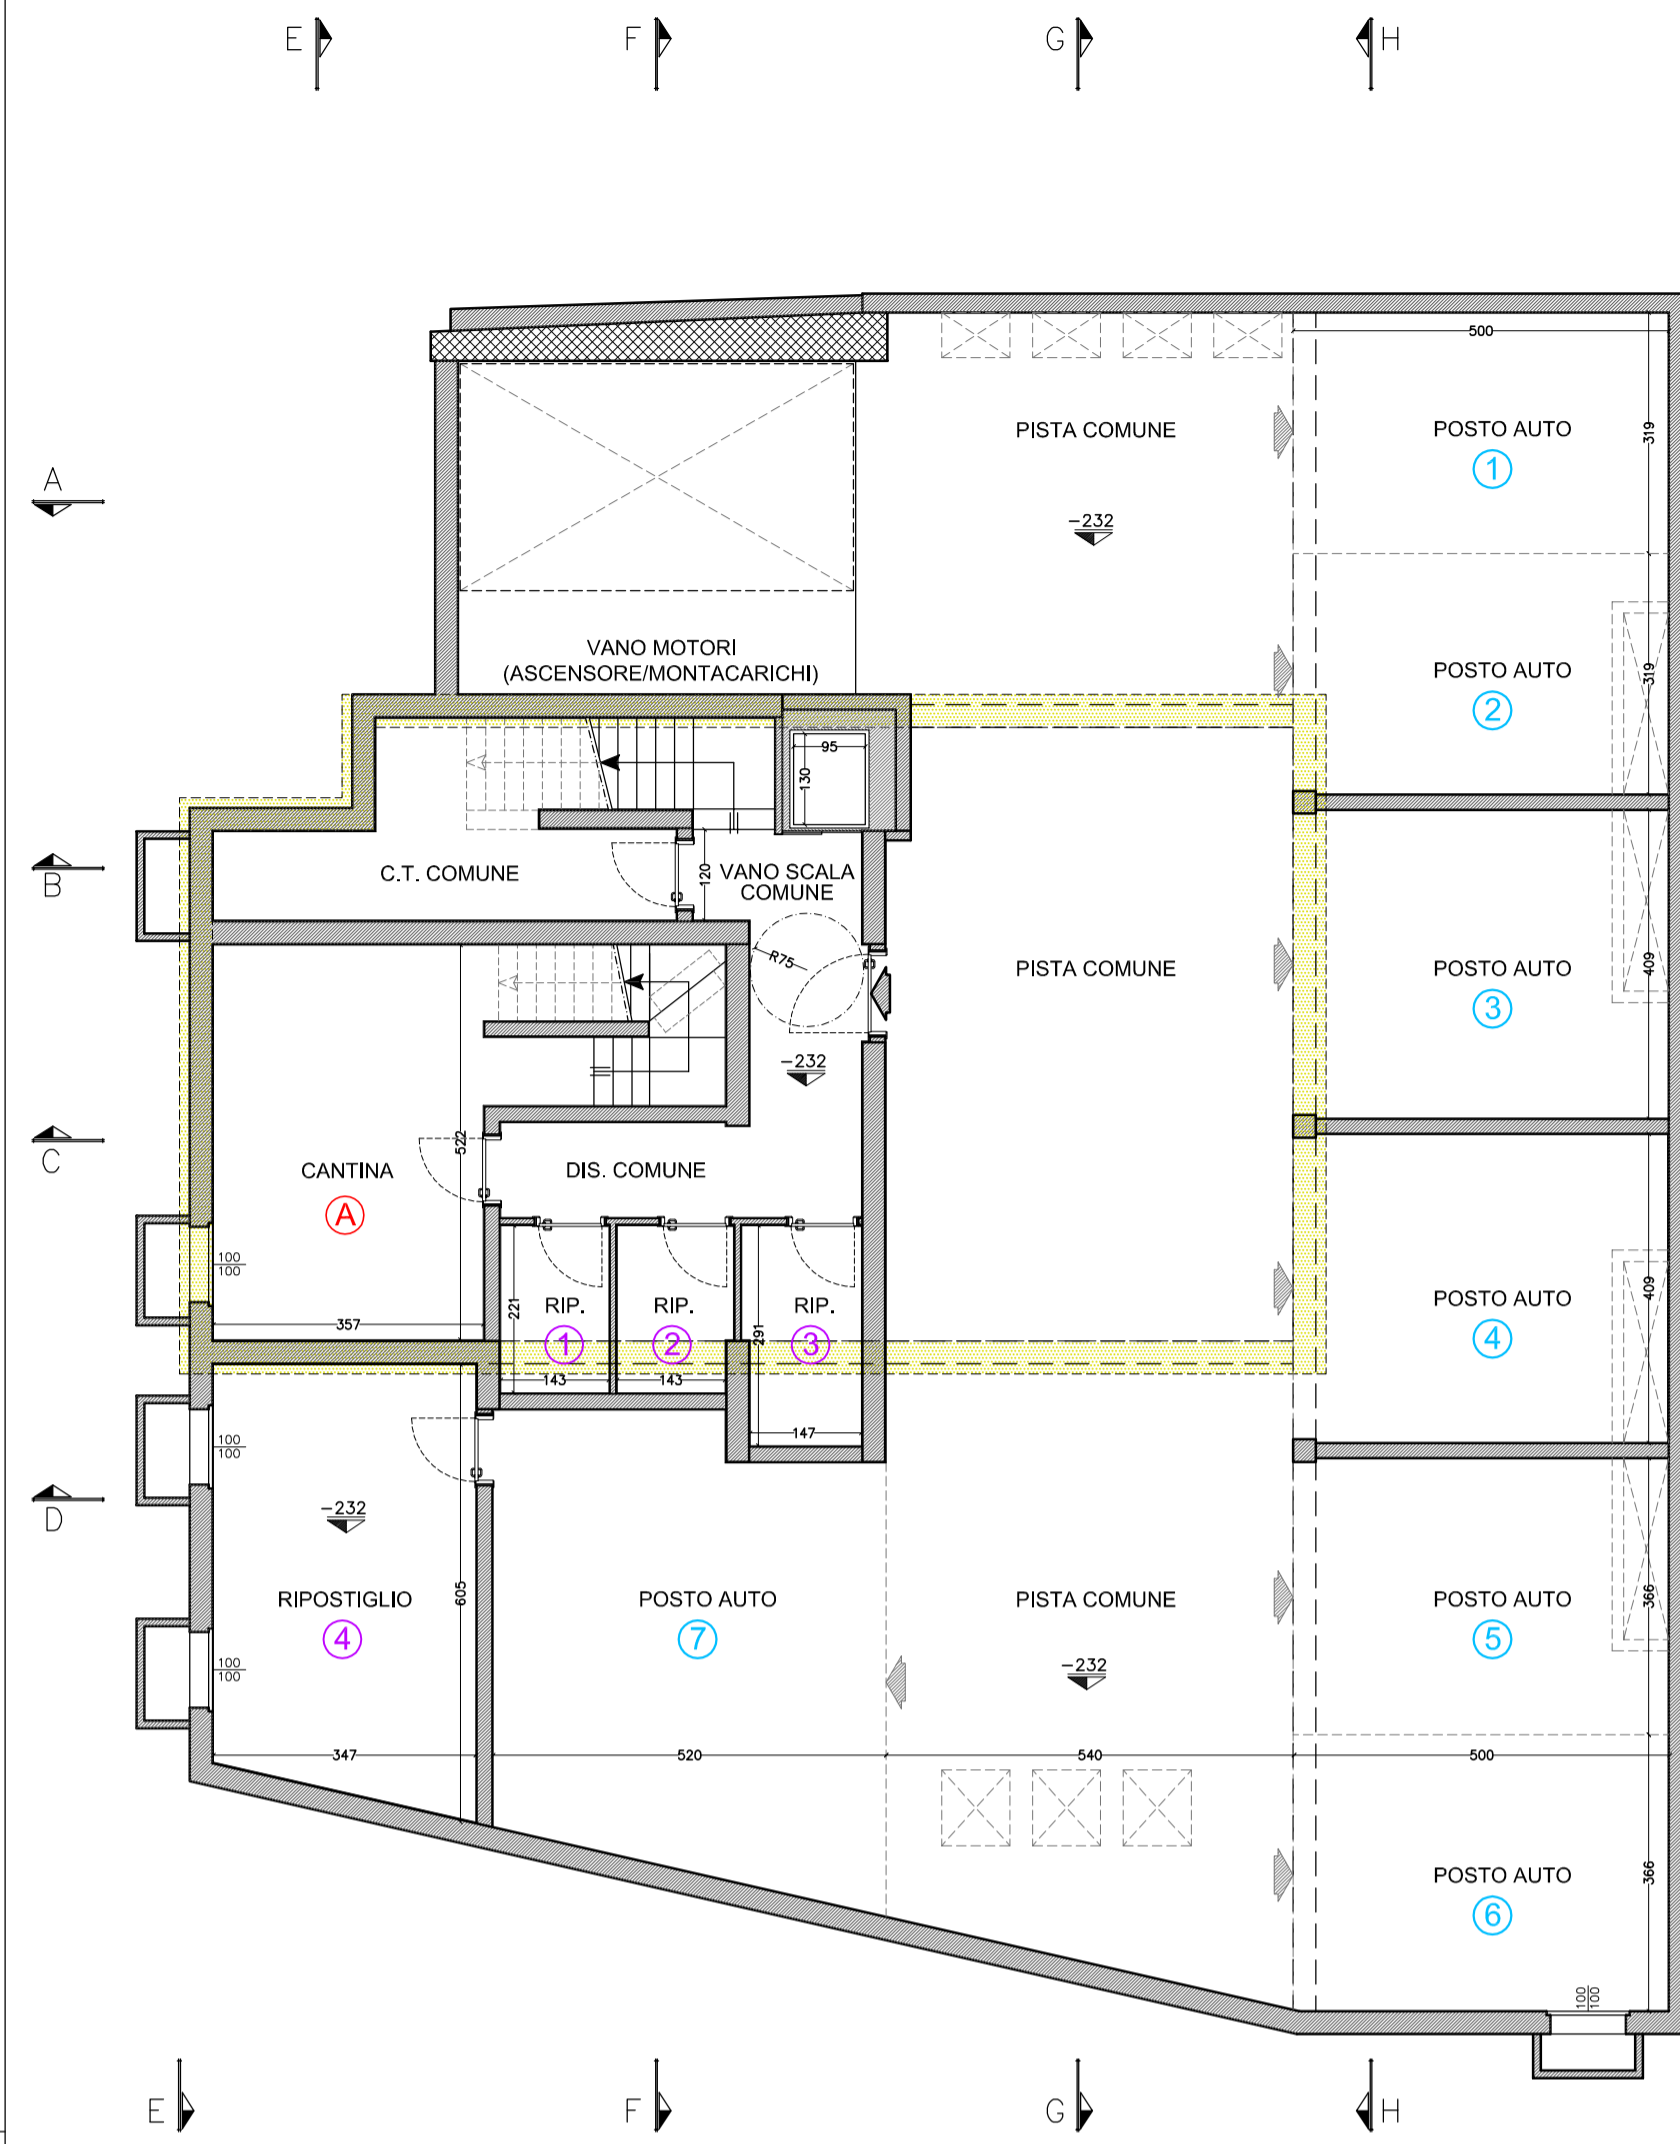 E
F
G
H
500
PISTA COMUNE
POSTO AUTO
1
319
A
-232
VANO MOTORI
(ASCENSORE/MONTACARICHI)
POSTO AUTO
2
319
95
130
B
C.T. COMUNE
120
VANO SCALA
COMUNE
R75
PISTA COMUNE
POSTO AUTO
3
409
-232
C
522
CANTINA
A
DIS. COMUNE
100
100
357
221
RIP.
1
143
RIP.
2
143
291
RIP.
3
147
POSTO AUTO
4
409
100
100
D
-232
RIPOSTIGLIO
4
605
POSTO AUTO
7
PISTA COMUNE
POSTO AUTO
5
366
100
100
-232
347
520
540
500
POSTO AUTO
6
366
100
100
E
F
G
H